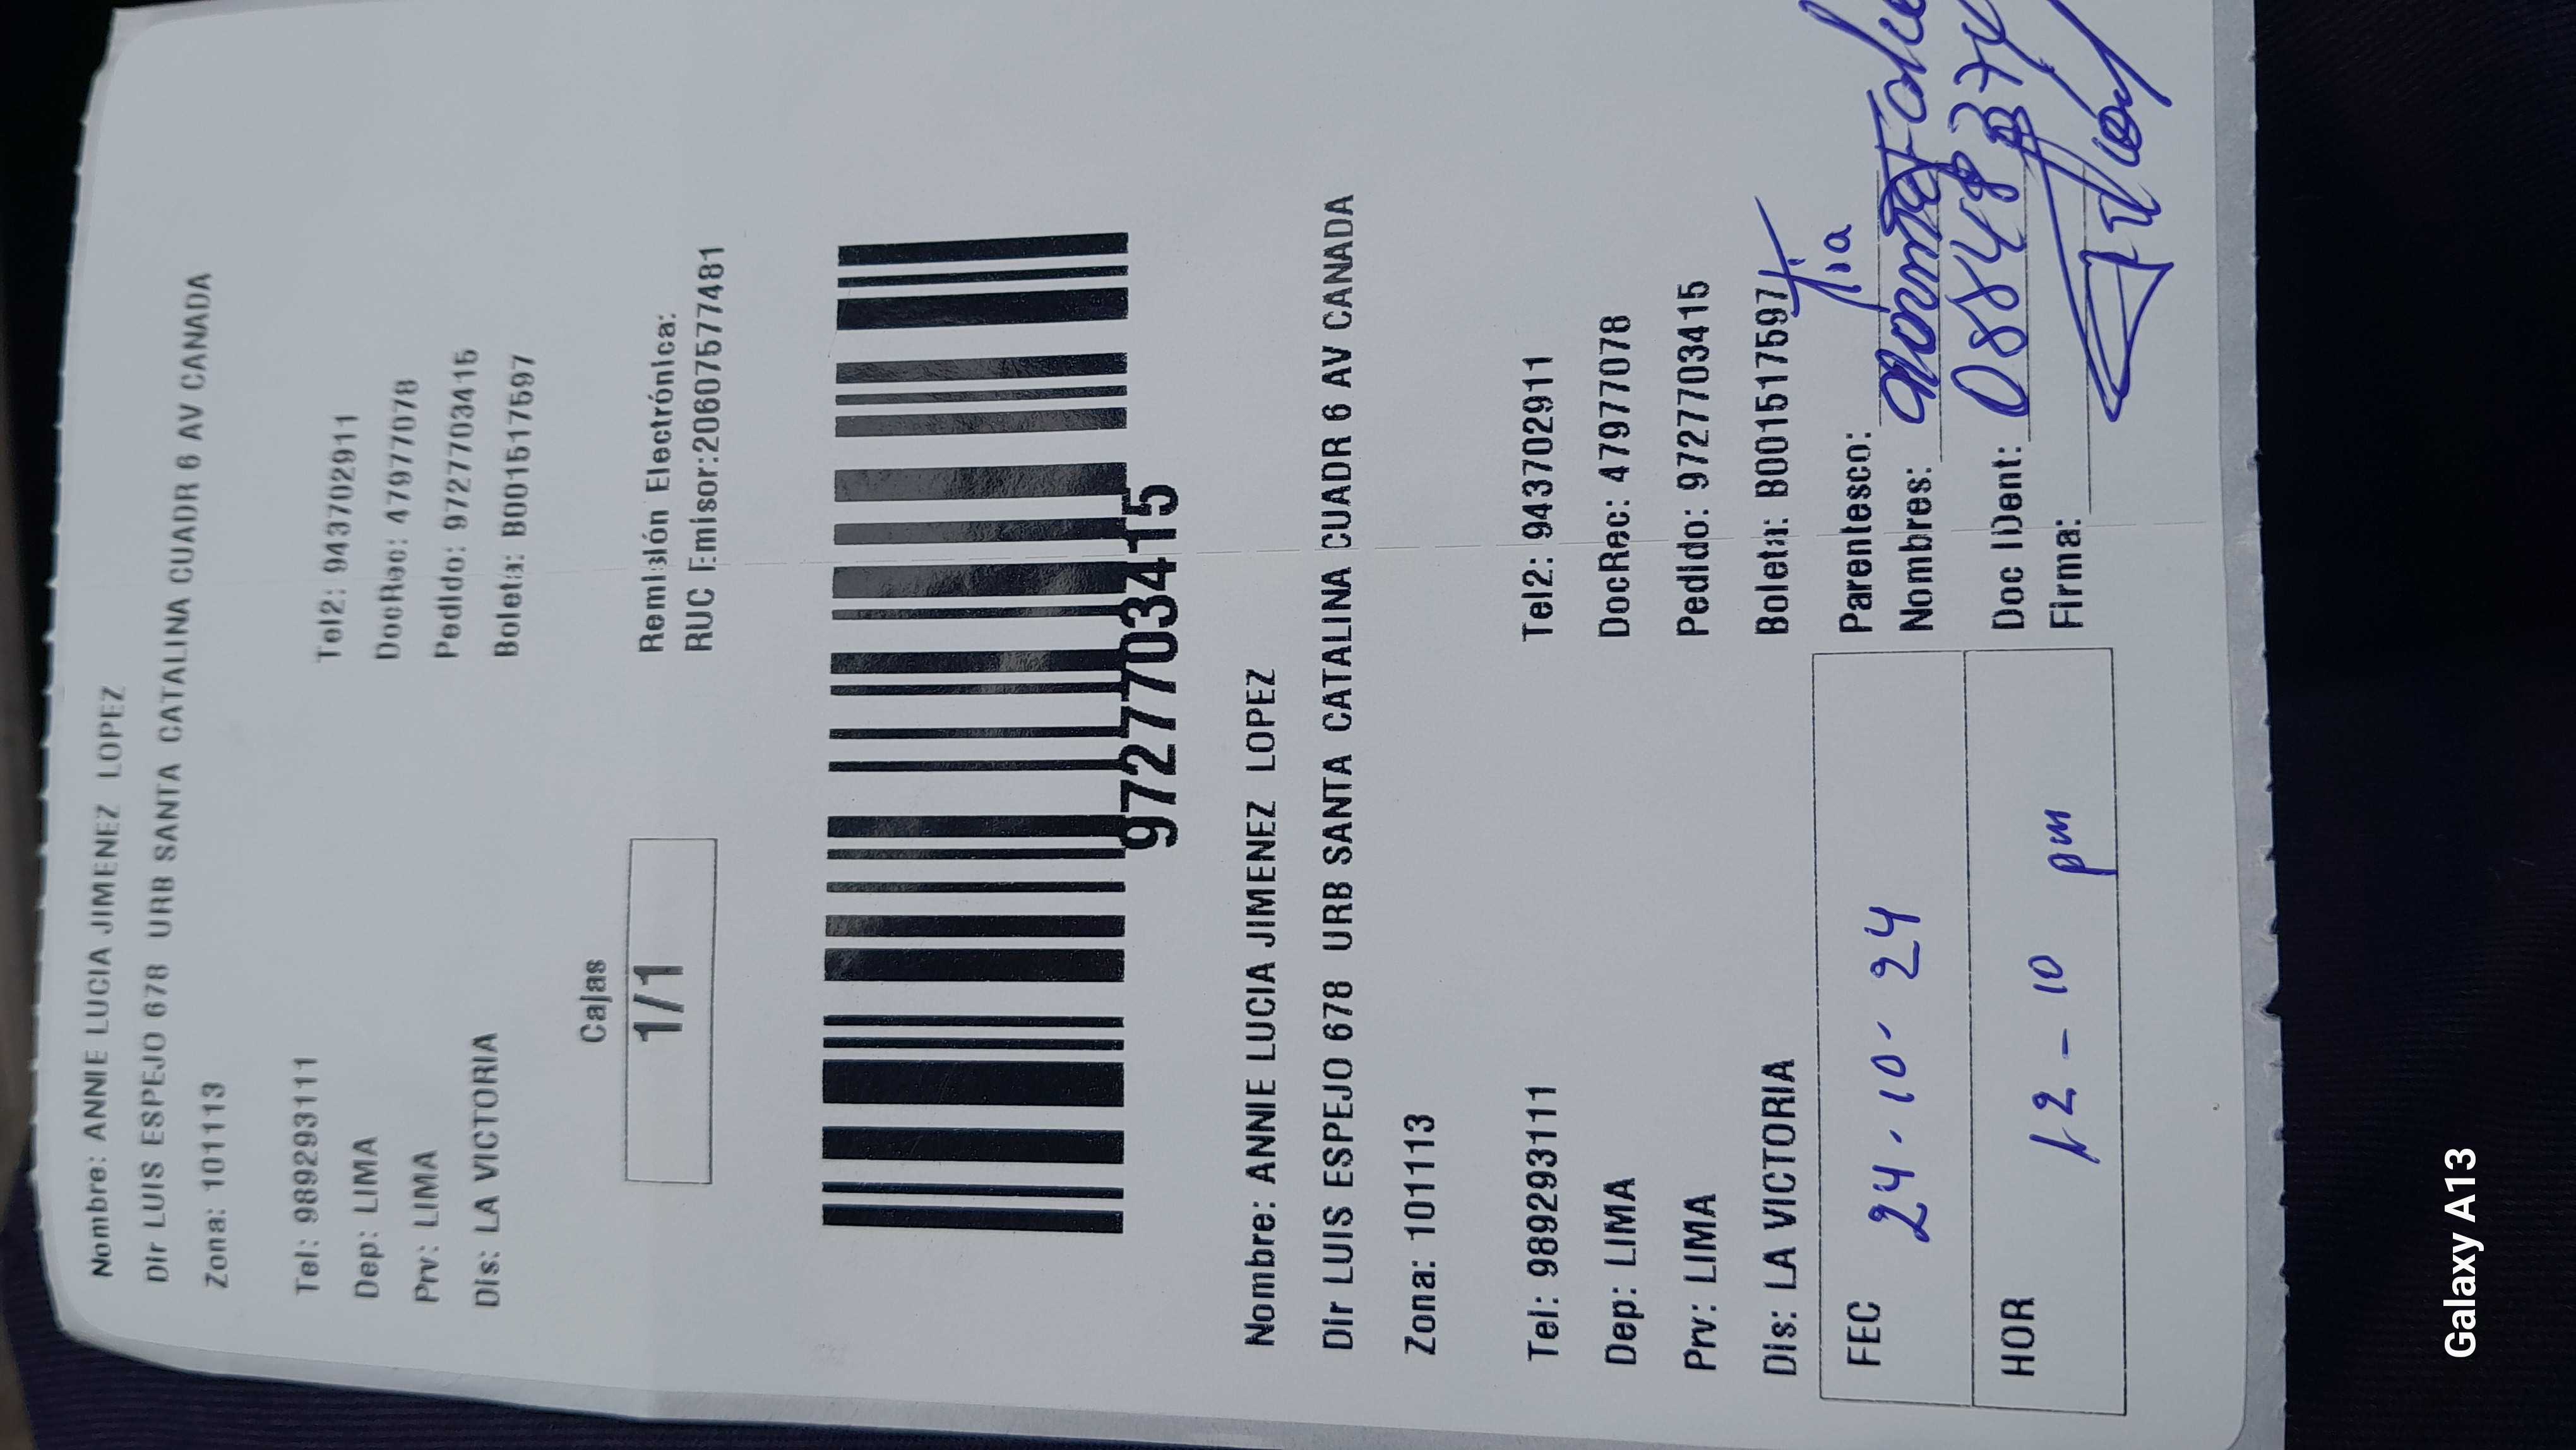 Nombre: ANNIE LUCIA JIMENEZ LOPEZ
Dir LUIS ESPEJO 678 URB SANTA CATALINA CUADR 6 AV CANADA
Zona: 101113
Tel: 989293111 Tel2: 943702911
Dep: LIMA DocRec: 47977078
Prv: LIMA Pedido: 97277703415
Dis: LA VICTORIA Boleta: B001517597
Cajas
1/1
Remisión Electrónica:
RUC Emisor:20607577481
97277703415
Nombre: ANNIE LUCIA JIMENEZ LOPEZ
Dir LUIS ESPEJO 678 URB SANTA CATALINA CUADR 6 AV CANADA
Zona: 101113
Tel: 989293111 Tel2: 943702911
Dep: LIMA DocRec: 47977078
Prv: LIMA Pedido: 97277703415
Dis: LA VICTORIA Boleta: B001517597
FEC 24.10.24
HOR 12-10 pm
Parentesco: Tia
Nombres:
Doc IDent:
Firma:
Galaxy A13